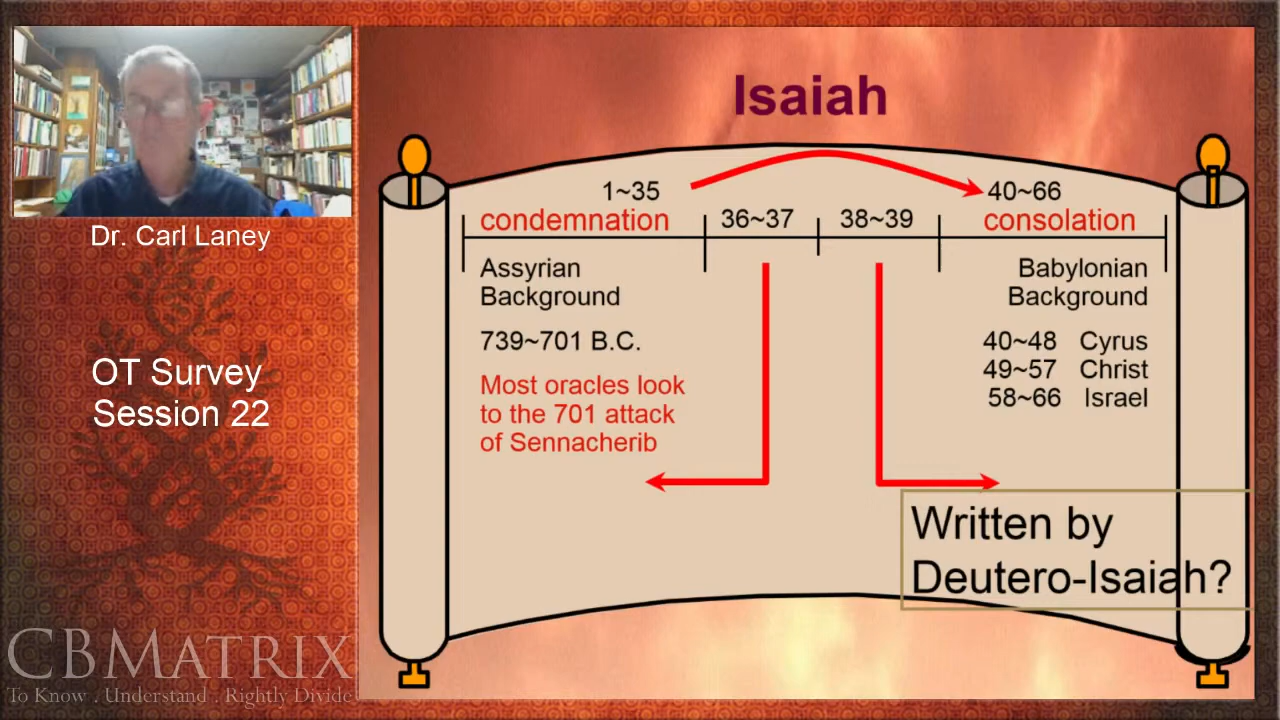 Dr. Carl Laney
OT Survey
Session 22
CBMATRIX
To Know . Understand . Rightly Divide
Isaiah
1~35
condemnation
36~37
38~39
40~66
consolation
Assyrian
Background
739~701 B.C.
Most oracles look
to the 701 attack
of Sennacherib
Babylonian
Background
40~48 Cyrus
49~57 Christ
58~66 Israel
Written by
Deutero-Isaiah?